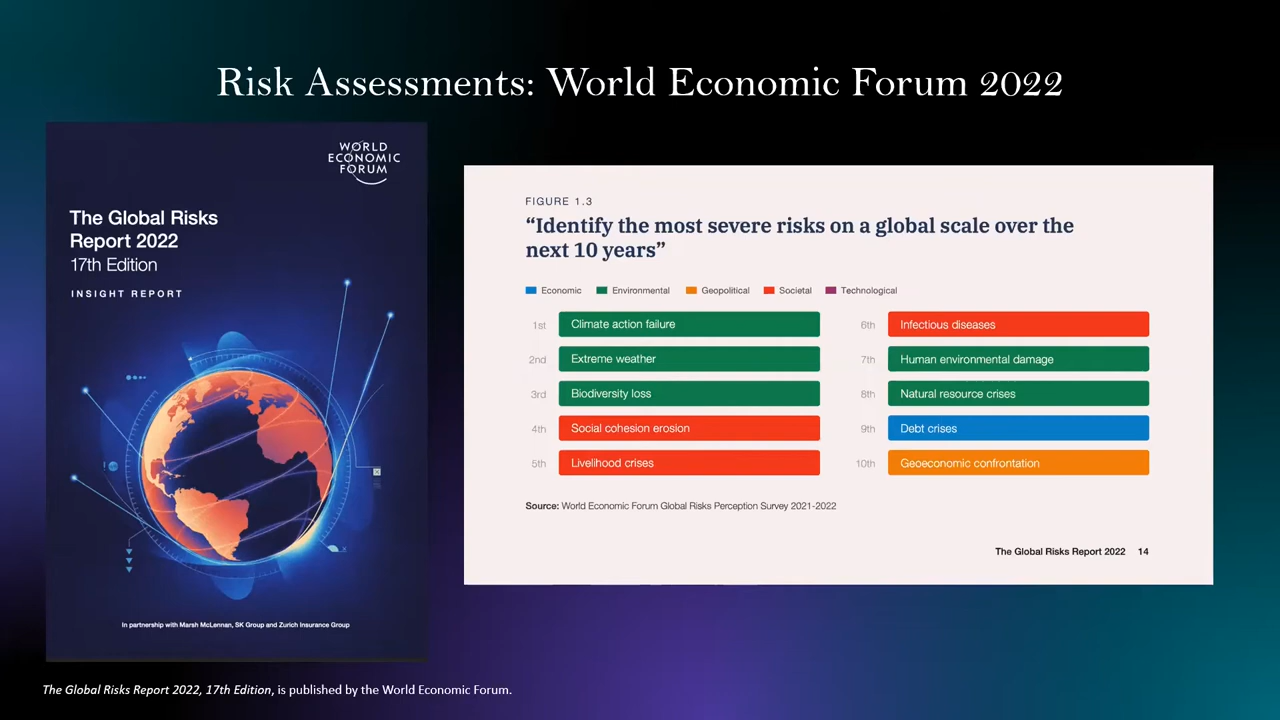 Risk Assessments: World Economic Forum 2022
WORLD
ECONOMIC
FORUM
The Global Risks
Report 2022
17th Edition
INSIGHT REPORT
In partnership with Marsh McLennan, SK Group and Zurich Insurance Group
FIGURE 1.3
“Identify the most severe risks on a global scale over the
next 10 years”
Economic Environmental Geopolitical Societal Technological
1st Climate action failure
2nd Extreme weather
3rd Biodiversity loss
4th Social cohesion erosion
5th Livelihood crises
6th Infectious diseases
7th Human environmental damage
8th Natural resource crises
9th Debt crises
10th Geoeconomic confrontation
Source: World Economic Forum Global Risks Perception Survey 2021-2022
The Global Risks Report 2022 14
The Global Risks Report 2022, 17th Edition, is published by the World Economic Forum.